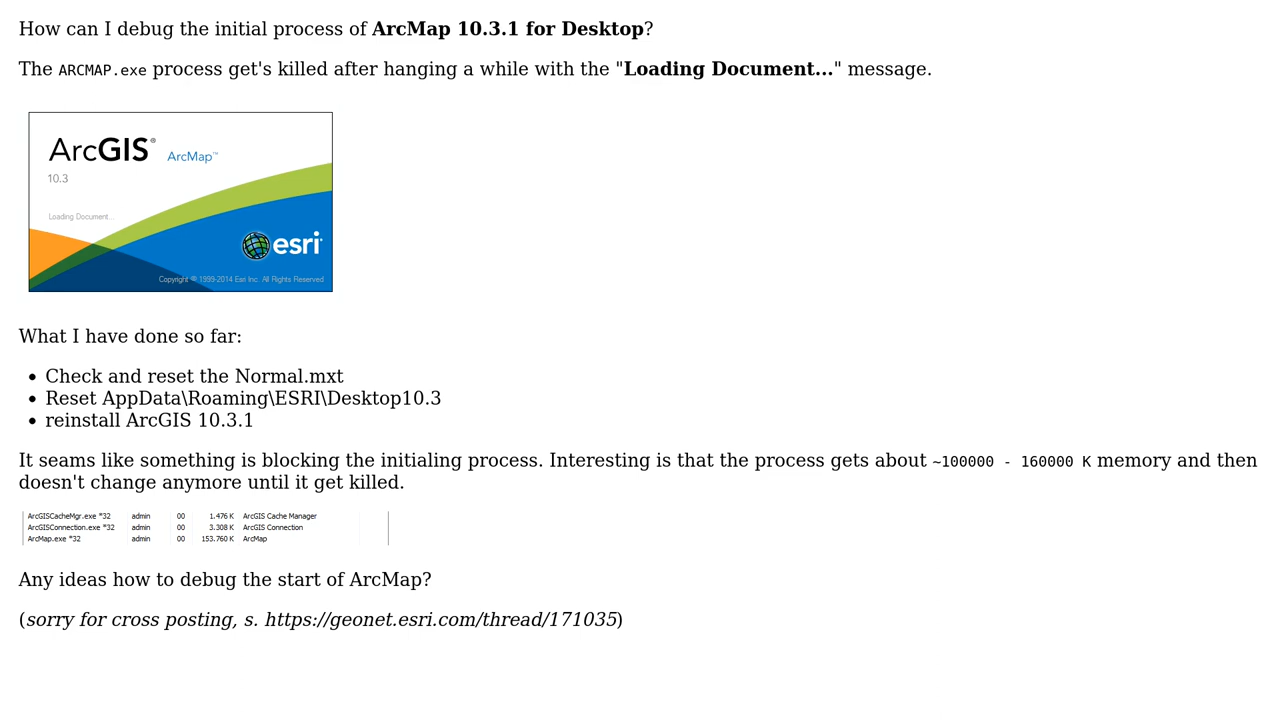 How can I debug the initial process of ArcMap 10.3.1 for Desktop?
The ARCMAP.exe process get's killed after hanging a while with the "Loading Document..." message.
ArcGIS® ArcMap™
10.3
Loading Document...
esri
Copyright © 1995-2014 Esri Inc. All Rights Reserved
What I have done so far:
• Check and reset the Normal.mxt
• Reset AppData\Roaming\ESRI\Desktop10.3
• reinstall ArcGIS 10.3.1
It seams like something is blocking the initialing process. Interesting is that the process gets about ~100000 - 160000 K memory and then
doesn't change anymore until it get killed.
ArcGISCacheMgr.exe *32 admin 00 1.476 K ArcGIS Cache Manager
ArcGISConnection.exe *32 admin 00 3.308 K ArcGIS Connection
ArcMap.exe *32 admin 00 153.760 K ArcMap
Any ideas how to debug the start of ArcMap?
(sorry for cross posting, s. https://geonet.esri.com/thread/171035)